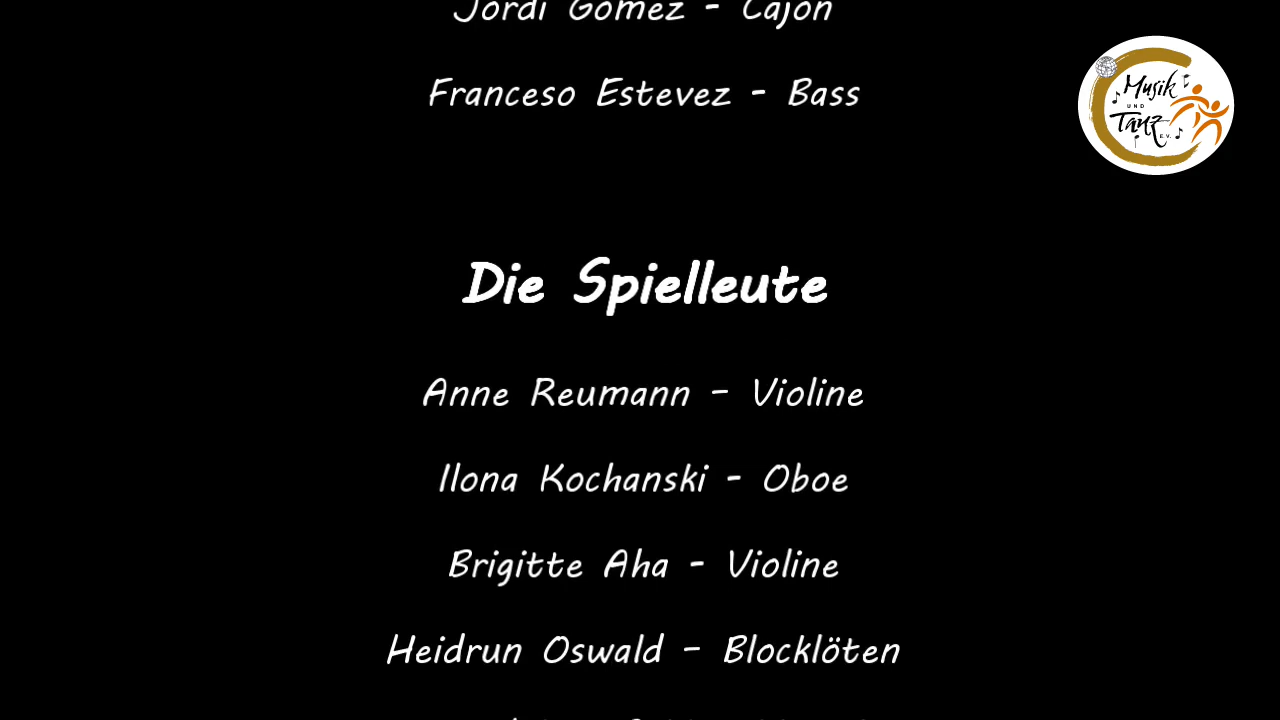 Jordi Gomez - Cajon
Franceso Estevez - Bass
Musik
UND
Tanz
E.V.
Die Spielleute
Anne Reumann - Violine
Ilona Kochanski - Oboe
Brigitte Aha - Violine
Heidrun Oswald - Blocklöten